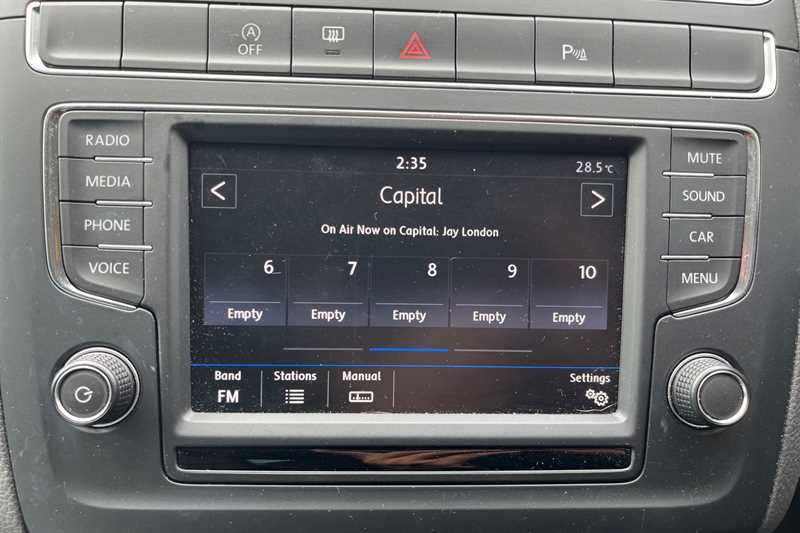 A OFF
P
RADIO
MEDIA
PHONE
VOICE
2:35
28.5°C
Capital
On Air Now on Capital: Jay London
6 7 8 9 10
Empty Empty Empty Empty Empty
Band Stations Manual Settings
FM
MUTE
SOUND
CAR
MENU